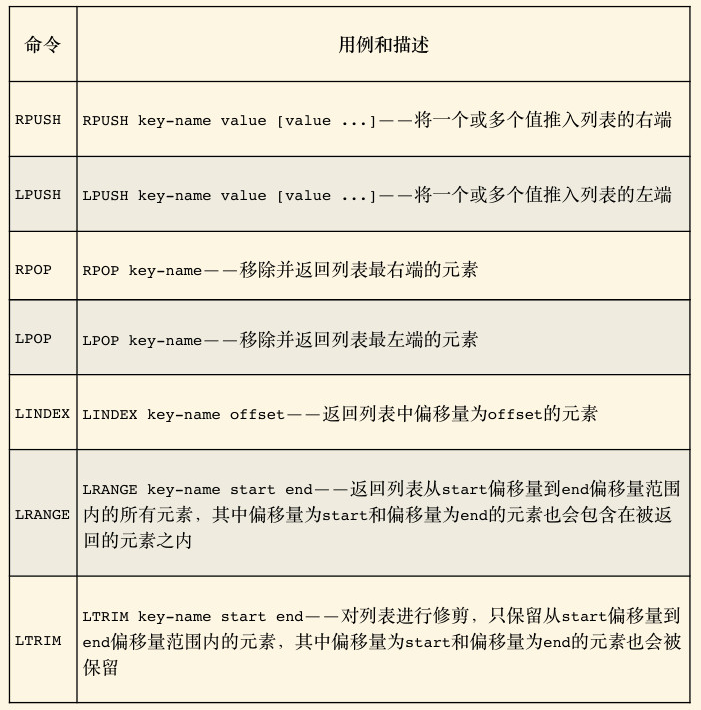 命令 用例和描述
RPUSH RPUSH key-name value [value ...]——将一个或多个值推入列表的右端
LPUSH LPUSH key-name value [value ...]——将一个或多个值推入列表的左端
RPOP RPOP key-name——移除并返回列表最右端的元素
LPOP LPOP key-name——移除并返回列表最左端的元素
LINDEX LINDEX key-name offset——返回列表中偏移量为offset的元素
LRANGE LRANGE key-name start end——返回列表从start偏移量到end偏移量范围
内的所有元素，其中偏移量为start和偏移量为end的元素也会包含在被返
回的元素之内
LTRIM LTRIM key-name start end——对列表进行修剪，只保留从start偏移量到
end偏移量范围内的元素，其中偏移量为start和偏移量为end的元素也会被
保留